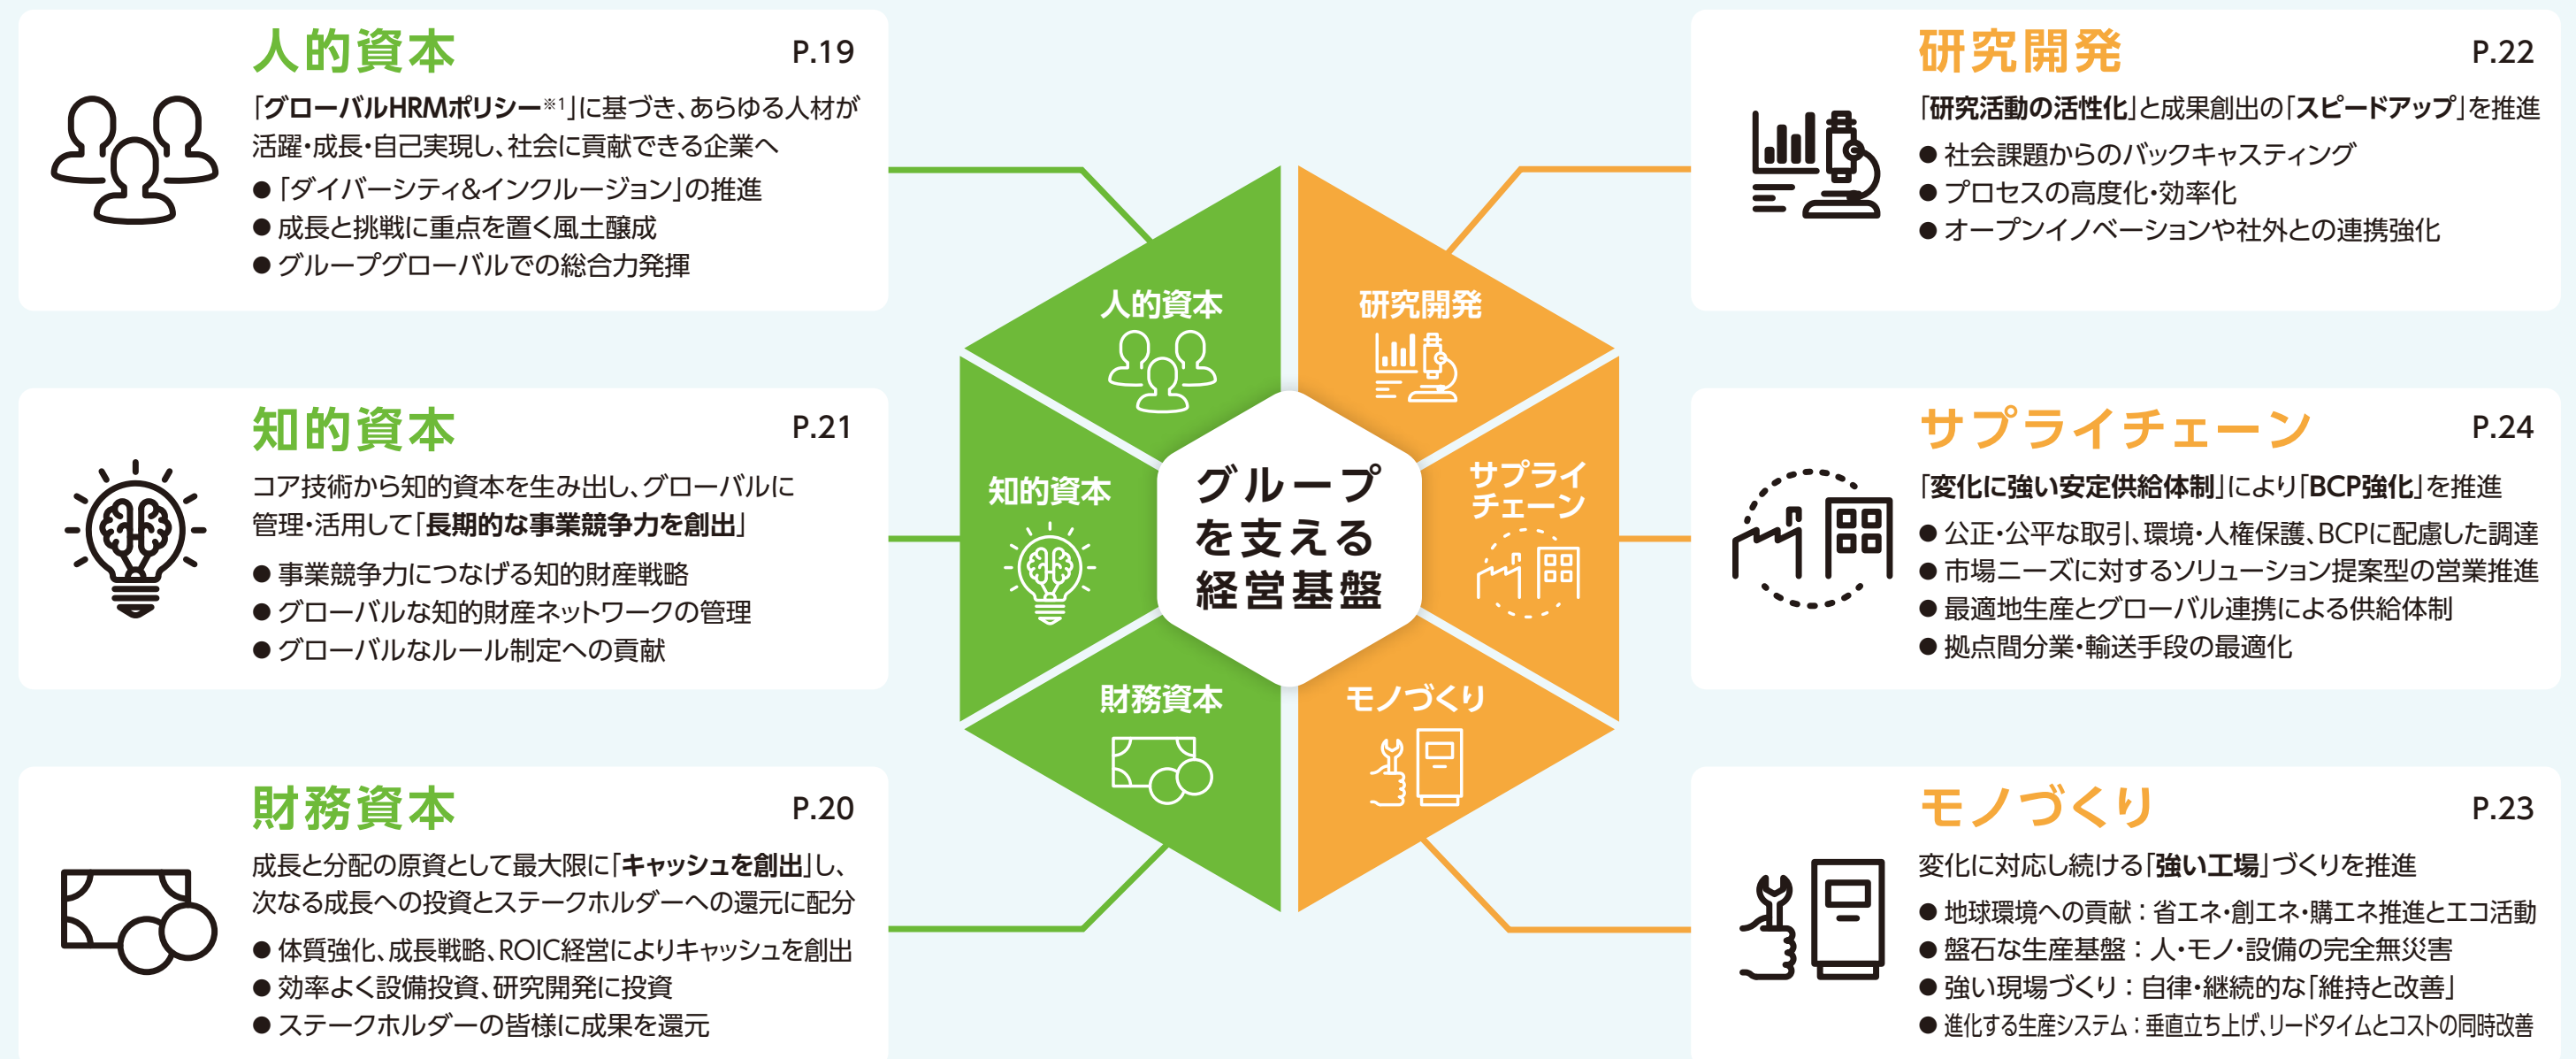 人的資本
P.19
「グローバルHRMポリシー※1」に基づき、あらゆる人材が
活躍・成長・自己実現し、社会に貢献できる企業へ
●「ダイバーシティ&インクルージョン」の推進
● 成長と挑戦に重点を置く風土醸成
● グループグローバルでの総合力発揮
知的資本
P.21
コア技術から知的資本を生み出し、グローバルに
管理・活用して「長期的な事業競争力を創出」
● 事業競争力につなげる知的財産戦略
● グローバルな知的財産ネットワークの管理
● グローバルなルール制定への貢献
財務資本
P.20
成長と分配の原資として最大限に「キャッシュを創出」し、
次なる成長への投資とステークホルダーへの還元に配分
● 体質強化、成長戦略、ROIC経営によりキャッシュを創出
● 効率よく設備投資、研究開発に投資
● ステークホルダーの皆様に成果を還元
人的資本
研究開発
知的資本
サプライ
チェーン
グループ
を支える
経営基盤
財務資本
モノづくり
研究開発
P.22
「研究活動の活性化」と成果創出の「スピードアップ」を推進
● 社会課題からのバックキャスティング
● プロセスの高度化・効率化
● オープンイノベーションや社外との連携強化
サプライチェーン
P.24
「変化に強い安定供給体制」により「BCP強化」を推進
● 公正・公平な取引、環境・人権保護、BCPに配慮した調達
● 市場ニーズに対するソリューション提案型の営業推進
● 最適地生産とグローバル連携による供給体制
● 拠点間分業・輸送手段の最適化
モノづくり
P.23
変化に対応し続ける「強い工場」づくりを推進
● 地球環境への貢献：省エネ・創エネ・購エネ推進とエコ活動
● 盤石な生産基盤：人・モノ・設備の完全無災害
● 強い現場づくり：自律・継続的な「維持と改善」
● 進化する生産システム：垂直立ち上げ、リードタイムとコストの同時改善